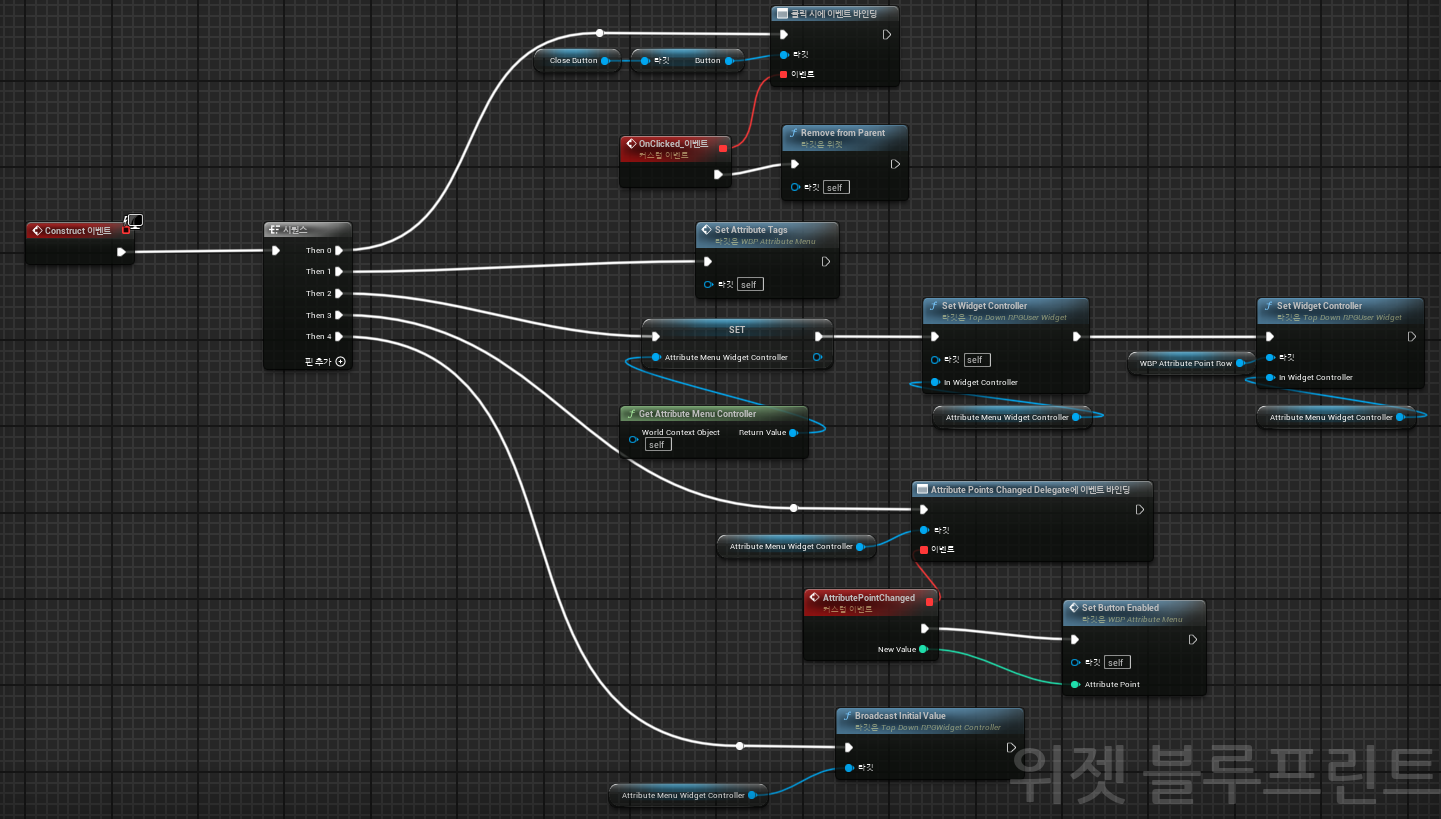 클릭 시에 이벤트 바인딩
Close Button
타깃
Button
타깃
이벤트
OnClicked_이벤트
커스텀 이벤트
Remove from Parent
타깃은 위젯
타깃
self
Construct 이벤트
시퀀스
Then 0
Then 1
Then 2
Then 3
Then 4
핀 추가
Set Attribute Tags
타깃은 WBP Attribute Menu
타깃
self
SET
Attribute Menu Widget Controller
Get Attribute Menu Controller
World Context Object
self
Return Value
Set Widget Controller
타깃은 Top Down RPGUser Widget
타깃
self
In Widget Controller
Attribute Menu Widget Controller
Set Widget Controller
타깃은 Top Down RPGUser Widget
WBP Attribute Point Row
타깃
In Widget Controller
Attribute Menu Widget Controller
Attribute Points Changed Delegate에 이벤트 바인딩
Attribute Menu Widget Controller
타깃
이벤트
AttributePointChanged
커스텀 이벤트
New Value
Set Button Enabled
타깃은 WBP Attribute Menu
타깃
self
Attribute Point
Broadcast Initial Value
타깃은 Top Down RPGWidget Controller
타깃
Attribute Menu Widget Controller
위젯 블루프린트